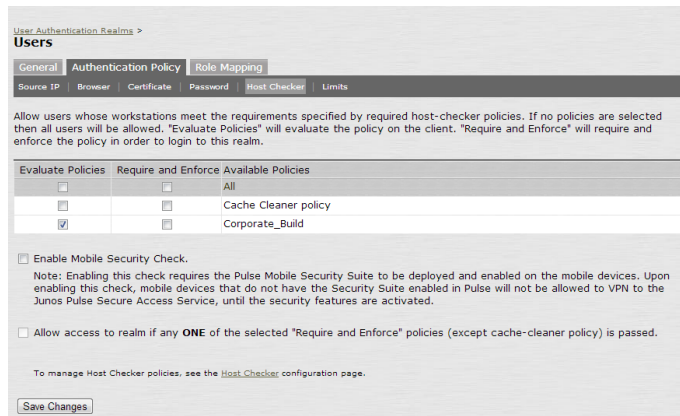 User Authentication Realms >
Users
General Authentication Policy Role Mapping
Source IP | Browser | Certificate | Password | Host Checker | Limits
Allow users whose workstations meet the requirements specified by required host-checker policies. If no policies are selected
then all users will be allowed. "Evaluate Policies" will evaluate the policy on the client. "Require and Enforce" will require and
enforce the policy in order to login to this realm.
Evaluate Policies Require and Enforce Available Policies
All
Cache Cleaner policy
Corporate_Build
Enable Mobile Security Check.
Note: Enabling this check requires the Pulse Mobile Security Suite to be deployed and enabled on the mobile devices. Upon
enabling this check, mobile devices that do not have the Security Suite enabled in Pulse will not be allowed to VPN to the
Junos Pulse Secure Access Service, until the security features are activated.
Allow access to realm if any ONE of the selected "Require and Enforce" policies (except cache-cleaner policy) is passed.
To manage Host Checker policies, see the Host Checker configuration page.
Save Changes